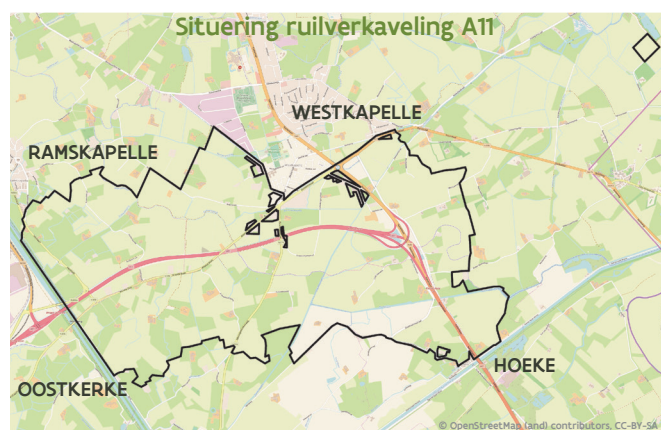 Situering ruilverkaveling A11
WESTKAPELLE
RAMSKAPELLE
HOEKE
OOSTKERKE
© OpenStreetMap (and) contributors, CC-BY-SA